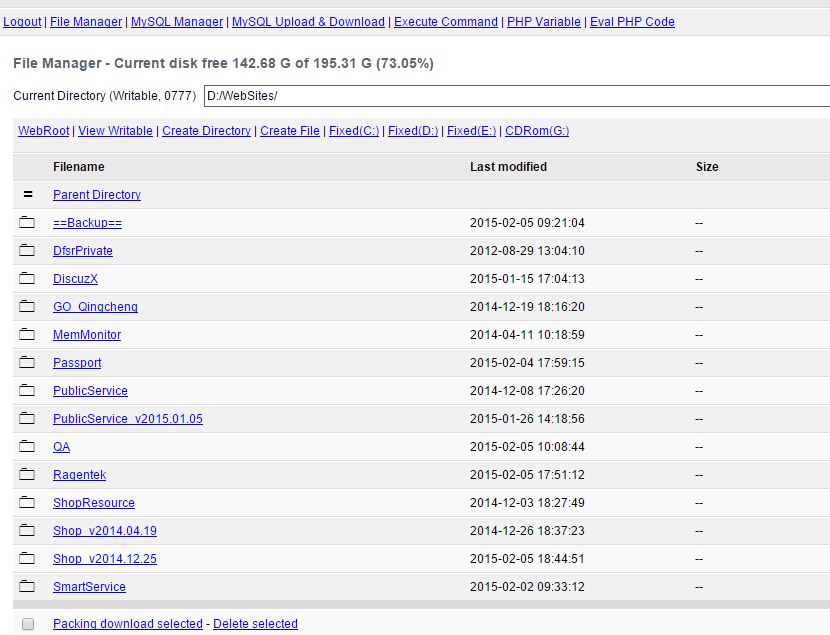 Logout | File Manager | MySQL Manager | MySQL Upload & Download | Execute Command | PHP Variable | Eval PHP Code
File Manager - Current disk free 142.68 G of 195.31 G (73.05%)
Current Directory (Writable, 0777) D:/WebSites/
WebRoot | View Writable | Create Directory | Create File | Fixed(C:) | Fixed(D:) | Fixed(E:) | CDRom(G:)
Filename Last modified Size
= Parent Directory
==Backup== 2015-02-05 09:21:04 --
DfsrPrivate 2012-08-29 13:04:10 --
DiscuzX 2015-01-15 17:04:13 --
GO_Qingcheng 2014-12-19 18:16:20 --
MemMonitor 2014-04-11 10:18:59 --
Passport 2015-02-04 17:59:15 --
PublicService 2014-12-08 17:26:20 --
PublicService_v2015.01.05 2015-01-26 14:18:56 --
QA 2015-02-05 10:08:44 --
Ragentek 2015-02-05 17:51:12 --
ShopResource 2014-12-03 18:27:49 --
Shop_v2014.04.19 2014-12-26 18:37:23 --
Shop_v2014.12.25 2015-02-05 18:44:51 --
SmartService 2015-02-02 09:33:12 --
Packing download selected - Delete selected